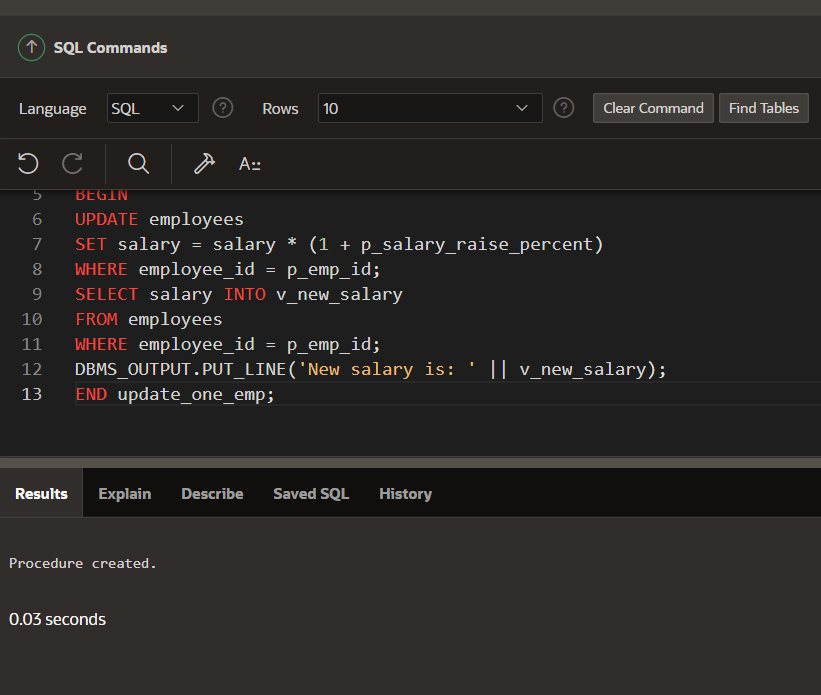 SQL Commands
Language SQL Rows 10 Clear Command Find Tables
A::
5 BEGIN
6 UPDATE employees
7 SET salary = salary * (1 + p_salary_raise_percent)
8 WHERE employee_id = p_emp_id;
9 SELECT salary INTO v_new_salary
10 FROM employees
11 WHERE employee_id = p_emp_id;
12 DBMS_OUTPUT.PUT_LINE('New salary is: ' || v_new_salary);
13 END update_one_emp;
Results Explain Describe Saved SQL History
Procedure created.
0.03 seconds